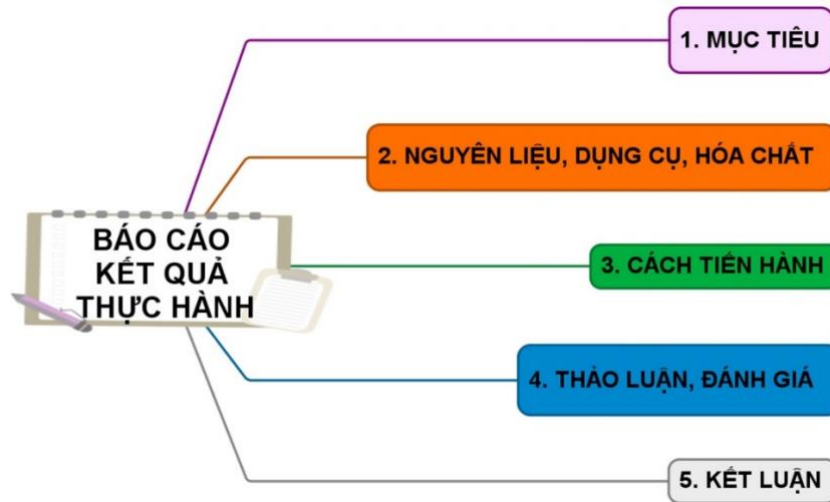 1. MỤC TIÊU
2. NGUYÊN LIỆU, DỤNG CỤ, HÓA CHẤT
BÁO CÁO
KẾT QUẢ
THỰC HÀNH
3. CÁCH TIẾN HÀNH
4. THẢO LUẬN, ĐÁNH GIÁ
5. KẾT LUẬN